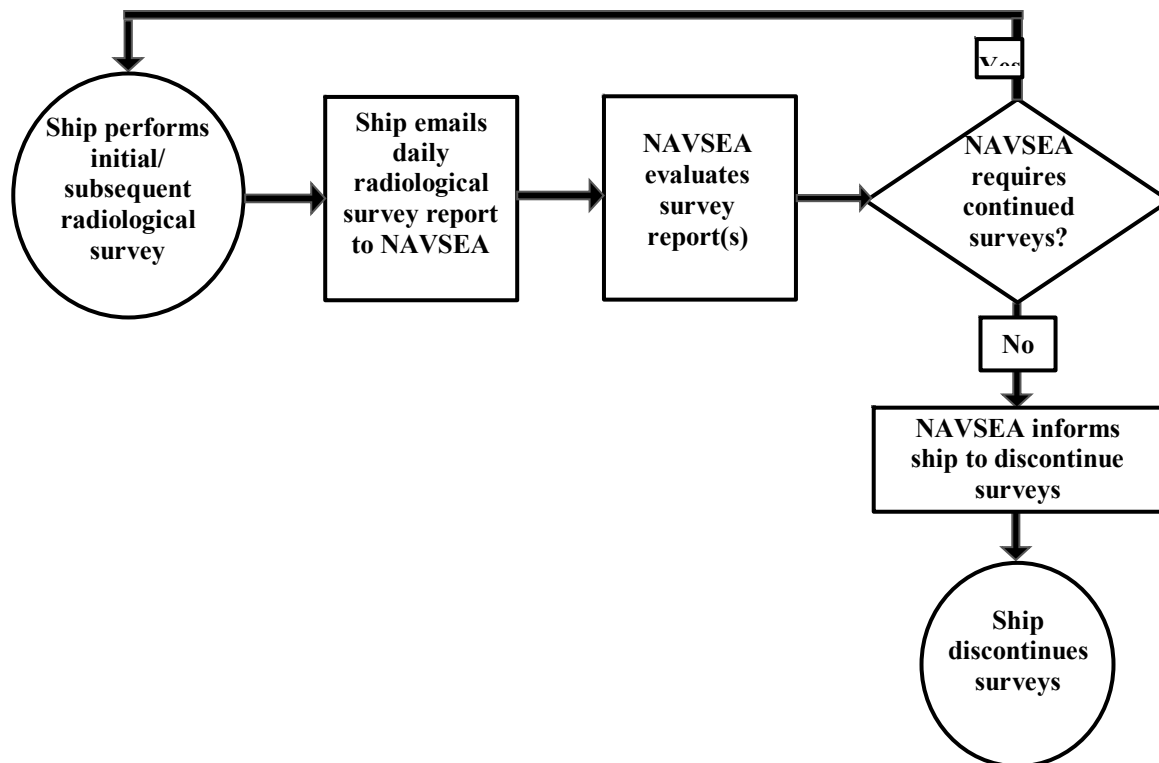 Yes
Ship performs
initial/
subsequent
radiological
survey
Ship emails
daily
radiological
survey report
to NAVSEA
NAVSEA
evaluates
survey
report(s)
NAVSEA
requires
continued
surveys?
No
NAVSEA informs
ship to discontinue
surveys
Ship
discontinues
surveys